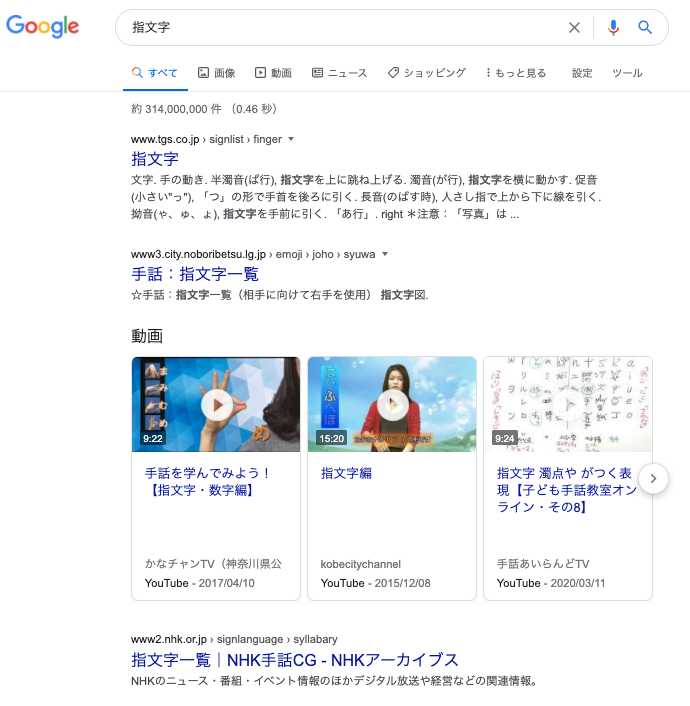 Google
指文字
すべて 画像 動画 ニュース ショッピング もっと見る 設定 ツール
約 314,000,000 件 （0.46 秒）
www.tgs.co.jp › signlist › finger
指文字
文字. 手の動き. 半濁音(ぱ行), 指文字を上に跳ね上げる. 濁音(が行), 指文字を横に動かす. 促音
(小さい"っ"), 「つ」の形で手首を後ろに引く. 長音(のばす時), 人さし指で上から下に線を引く.
拗音(ゃ、ゅ、ょ), 指文字を手前に引く. 「あ行」. right ＊注意：「写真」は ...
www3.city.noboribetsu.lg.jp › emoji › joho › syuwa
手話：指文字一覧
☆手話：指文字一覧（相手に向けて右手を使用） 指文字図.
動画
ま
み
む
め
め
9:22
ふ
へ
ほ
15:20
9:24
手話を学んでみよう！
【指文字・数字編】
かなチャンTV（神奈川県公
YouTube - 2017/04/10
指文字編
kobecitychannel
YouTube - 2015/12/08
指文字 濁点や がつく表
現【子ども手話教室オン
ライン・その8】
手話あいらんどTV
YouTube - 2020/03/11
www2.nhk.or.jp › signlanguage › syllabary
指文字一覧｜NHK手話CG - NHKアーカイブス
NHKのニュース・番組・イベント情報のほかデジタル放送や経営などの関連情報。